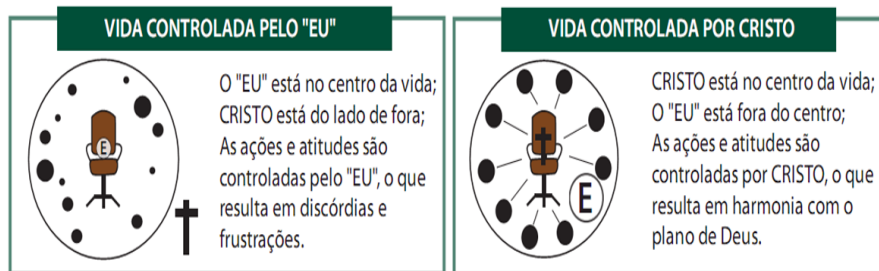 VIDA CONTROLADA PELO "EU"
E
O "EU" está no centro da vida;
CRISTO está do lado de fora;
As ações e atitudes são
controladas pelo "EU", o que
resulta em discórdias e
frustrações.
VIDA CONTROLADA POR CRISTO
E
CRISTO está no centro da vida;
O "EU" está fora do centro;
As ações e atitudes são
controladas por CRISTO, o que
resulta em harmonia com o
plano de Deus.